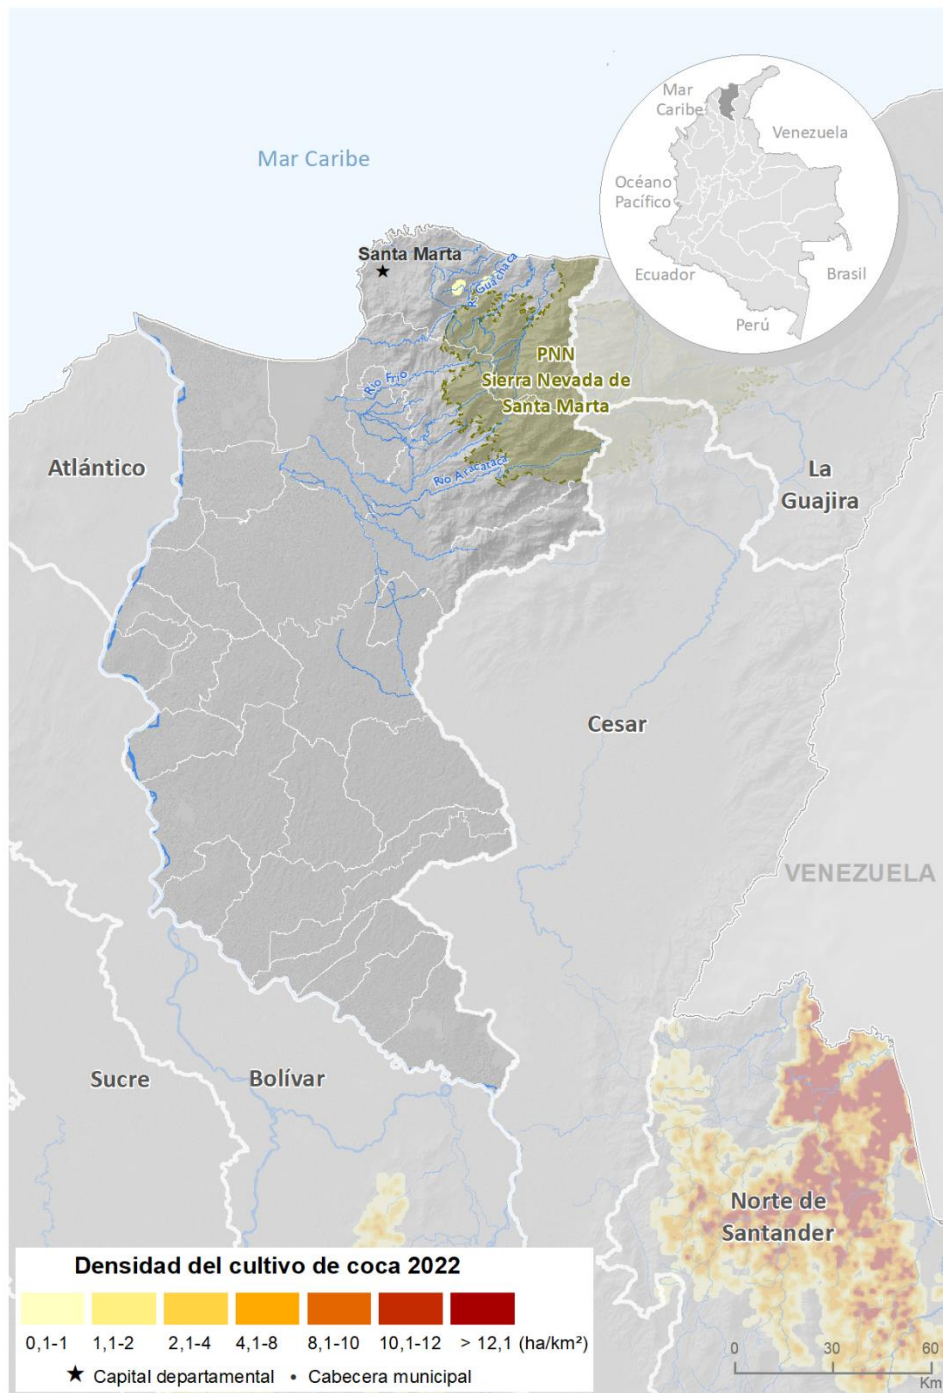 Mar
Caribe
Venezuela
Océano
Pacífico
Ecuador
Brasil
Perú
Mar Caribe
Santa Marta
R. Guachaca
PNN
Sierra Nevada de
Santa Marta
Río Frío
Río Aracataca
Atlántico
La
Guajira
Cesar
VENEZUELA
Sucre
Bolívar
Norte de
Santander
Densidad del cultivo de coca 2022
0,1-1 1,1-2 2,1-4 4,1-8 8,1-10 10,1-12 > 12,1 (ha/km²)
★ Capital departamental • Cabecera municipal
0 30 60
Km